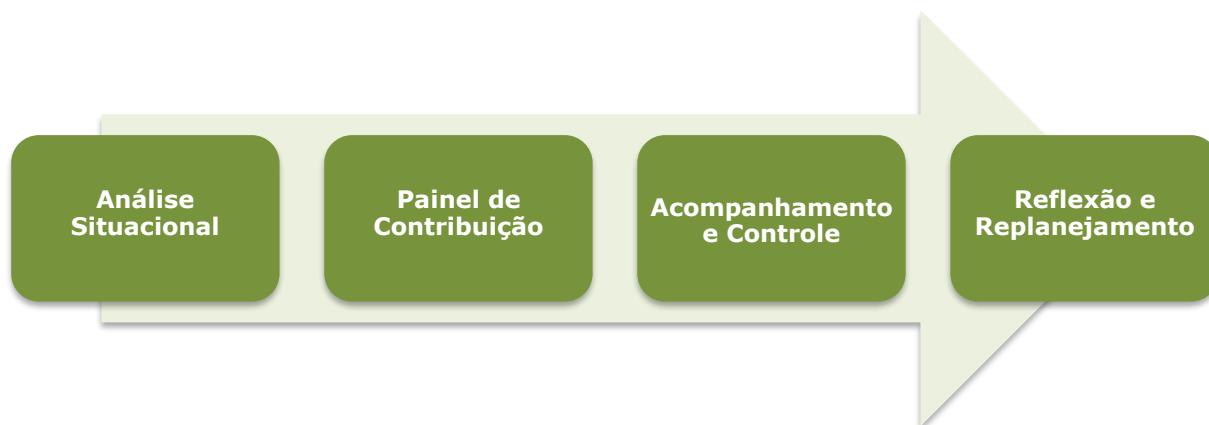 Análise
Situacional
Painel de
Contribuição
Acompanhamento
e Controle
Reflexão e
Replanejamento